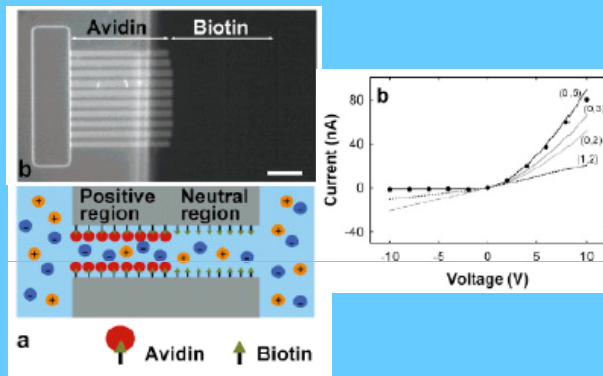 Avidin Biotin
b
Positive region
Neutral region
a
Avidin Biotin
b
Current (nA)
80
40
0
-40
(0,5)
(0,3)
(0,2)
(1,2)
-10 -5 0 5 10
Voltage (V)